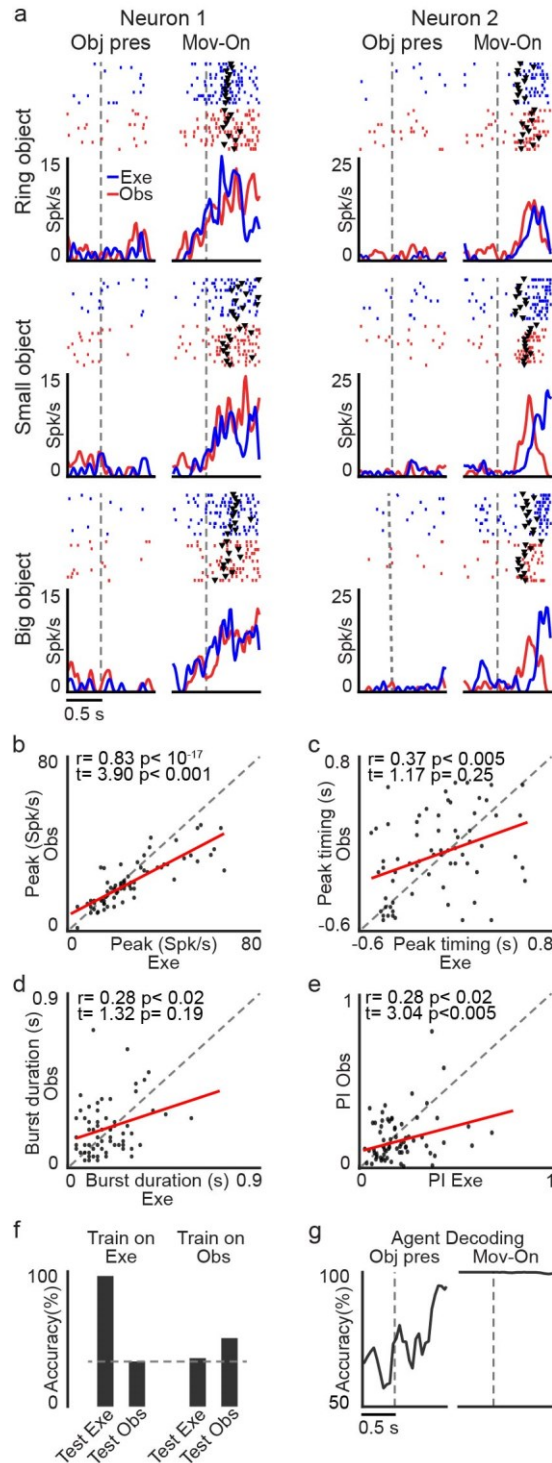 a
Neuron 1
Neuron 2
Obj pres
Mov-On
Obj pres
Mov-On
Ring object
15
Spk/s
0
Exe
Obs
25
Spk/s
0
Small object
15
Spk/s
0
25
Spk/s
0
Big object
15
Spk/s
0
25
Spk/s
0
0.5 s
b
r= 0.83 p< 10-17
t= 3.90 p< 0.001
80
Peak (Spk/s)
Obs
0
0
Peak (Spk/s)
80
Exe
c
r= 0.37 p< 0.005
t= 1.17 p= 0.25
0.8
Peak timing (s)
Obs
-0.6
-0.6
Peak timing (s)
0.8
Exe
d
r= 0.28 p< 0.02
t= 1.32 p= 0.19
0.9
Burst duration (s)
Obs
0
0
Burst duration (s)
0.9
Exe
e
r= 0.28 p< 0.02
t= 3.04 p<0.005
1
PI Obs
0
0
PI Exe
1
f
Train on
Exe
Train on
Obs
100
Accuracy(%)
0
Test Exe
Test Obs
Test Exe
Test Obs
g
Agent Decoding
Obj pres
Mov-On
100
Accuracy(%)
50
0.5 s